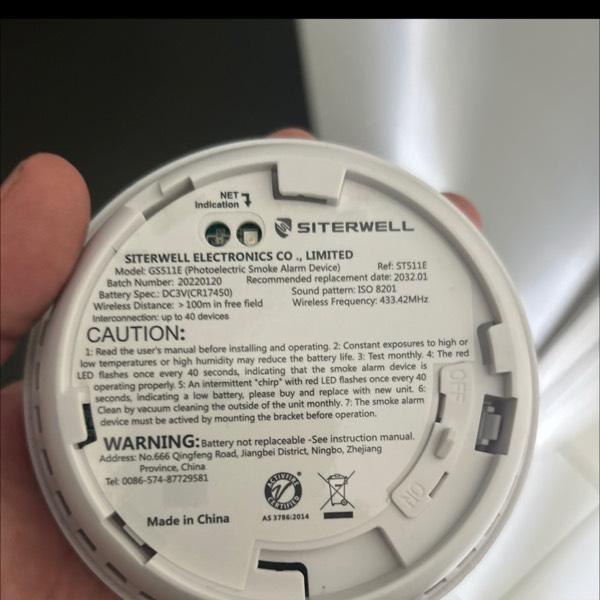 NET
Indication
SITERWELL
SITERWELL ELECTRONICS CO ., LIMITED
Model: GS511E (Photoelectric Smoke Alarm Device) Ref: ST511E
Batch Number: 20220120 Recommended replacement date: 2032.01
Battery Spec.: DC3V(CR17450) Sound pattern: ISO 8201
Wireless Distance: > 100m in free field Wireless Frequency: 433.42MHz
Interconnection: up to 40 devices
CAUTION:
1: Read the user's manual before installing and operating. 2: Constant exposures to high or
low temperatures or high humidity may reduce the battery life. 3: Test monthly. 4: The red
LED flashes once every 40 seconds, indicating that the smoke alarm device is
operating properly. 5: An intermittent "chirp" with red LED flashes once every 40
seconds, indicating a low battery, please buy and replace with new unit. 6:
Clean by vacuum cleaning the outside of the unit monthly. 7: The smoke alarm
device must be actived by mounting the bracket before operation.
WARNING: Battery not replaceable -See instruction manual.
Address: No.666 Qingfeng Road, Jiangbei District, Ningbo, Zhejiang
Province, China
Tel: 0086-574-87729581
Made in China
ACTIVFIRE
AS 3786:2014
OFF
ON